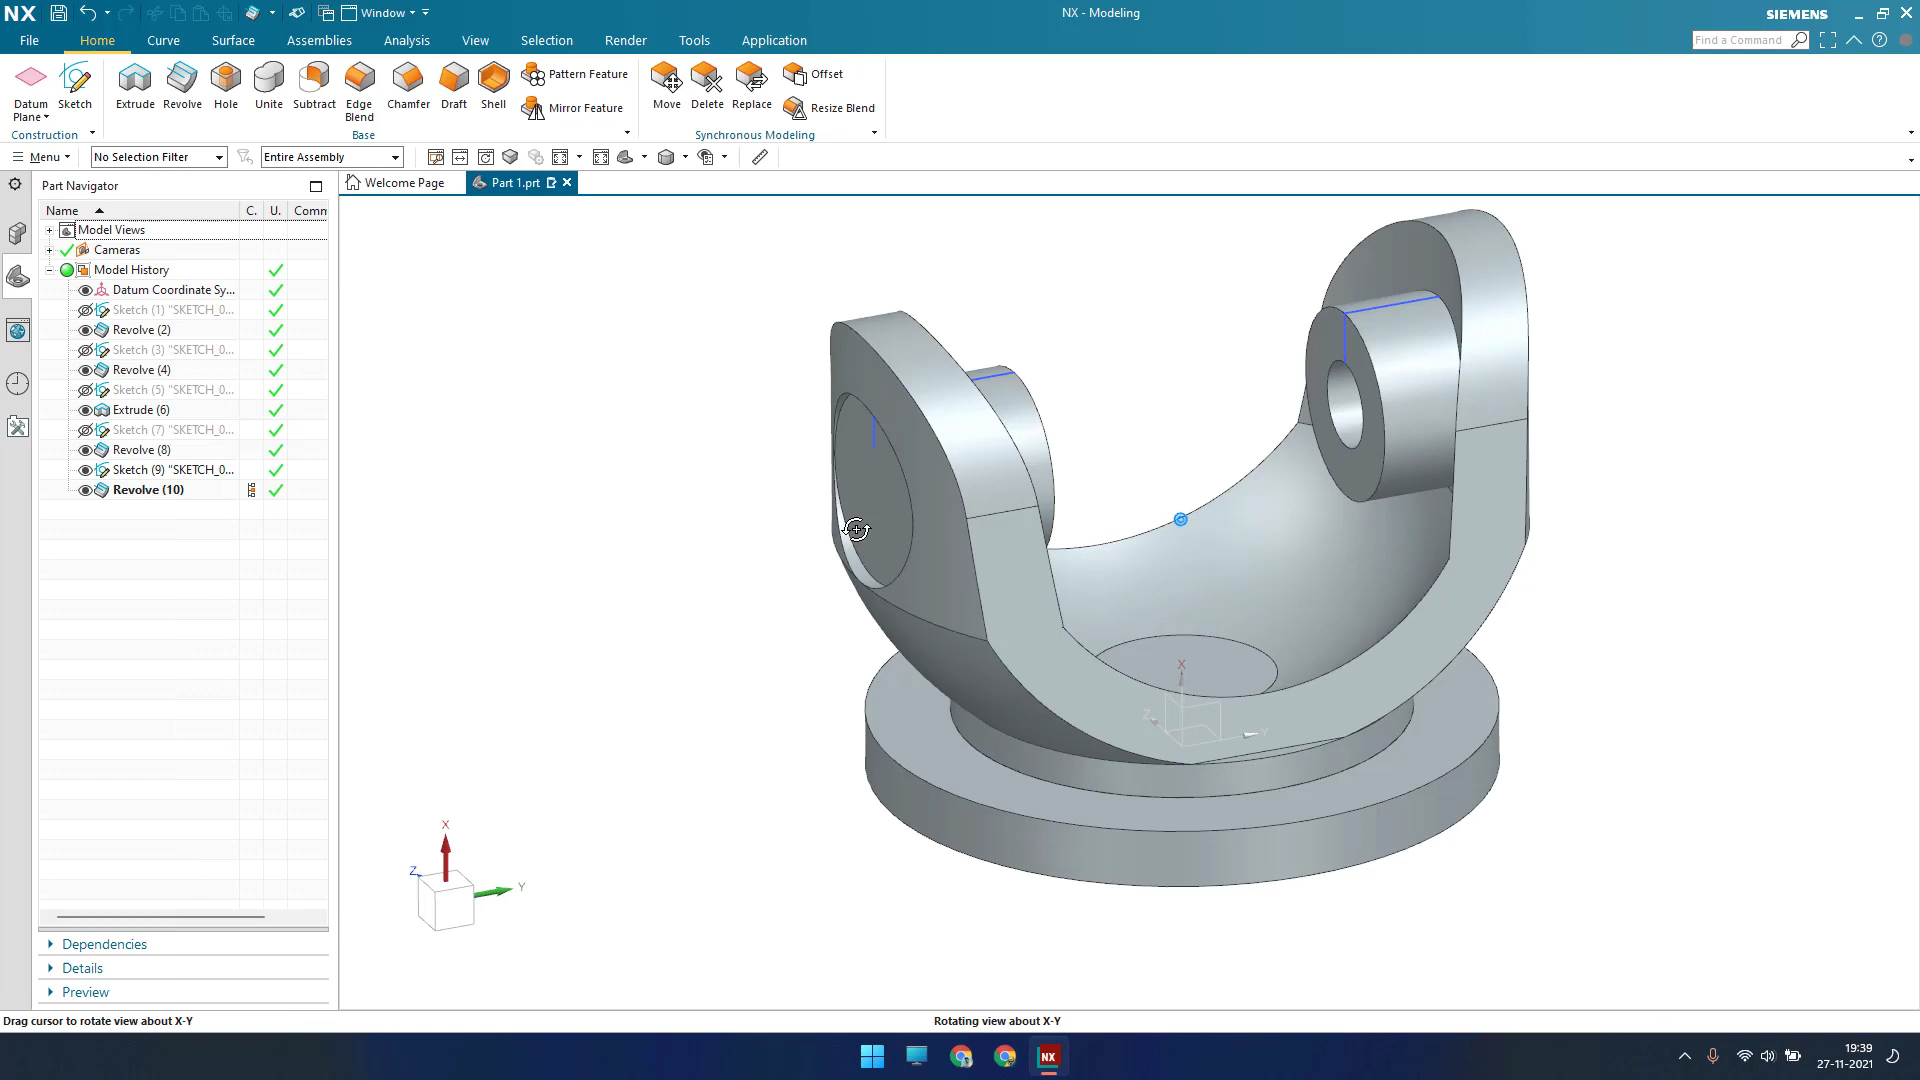 NX
Window
NX - Modeling
SIEMENS
File
Home
Curve
Surface
Assemblies
Analysis
View
Selection
Render
Tools
Application
Find a Command
Datum Plane
Sketch
Extrude
Revolve
Hole
Unite
Subtract
Edge Blend
Chamfer
Draft
Shell
Pattern Feature
Mirror Feature
Move
Delete
Replace
Offset
Resize Blend
Construction
Base
Synchronous Modeling
Menu
No Selection Filter
Entire Assembly
Part Navigator
Welcome Page
Part 1.prt
Name C. U. Comm
Model Views
Cameras
Model History
Datum Coordinate Sy...
Sketch (1) "SKETCH_0...
Revolve (2)
Sketch (3) "SKETCH_0...
Revolve (4)
Sketch (5) "SKETCH_0...
Extrude (6)
Sketch (7) "SKETCH_0...
Revolve (8)
Sketch (9) "SKETCH_0...
Revolve (10)
X
Z
Y
X
Z
Y
Dependencies
Details
Preview
Drag cursor to rotate view about X-Y
Rotating view about X-Y
NX
19:39
27-11-2021